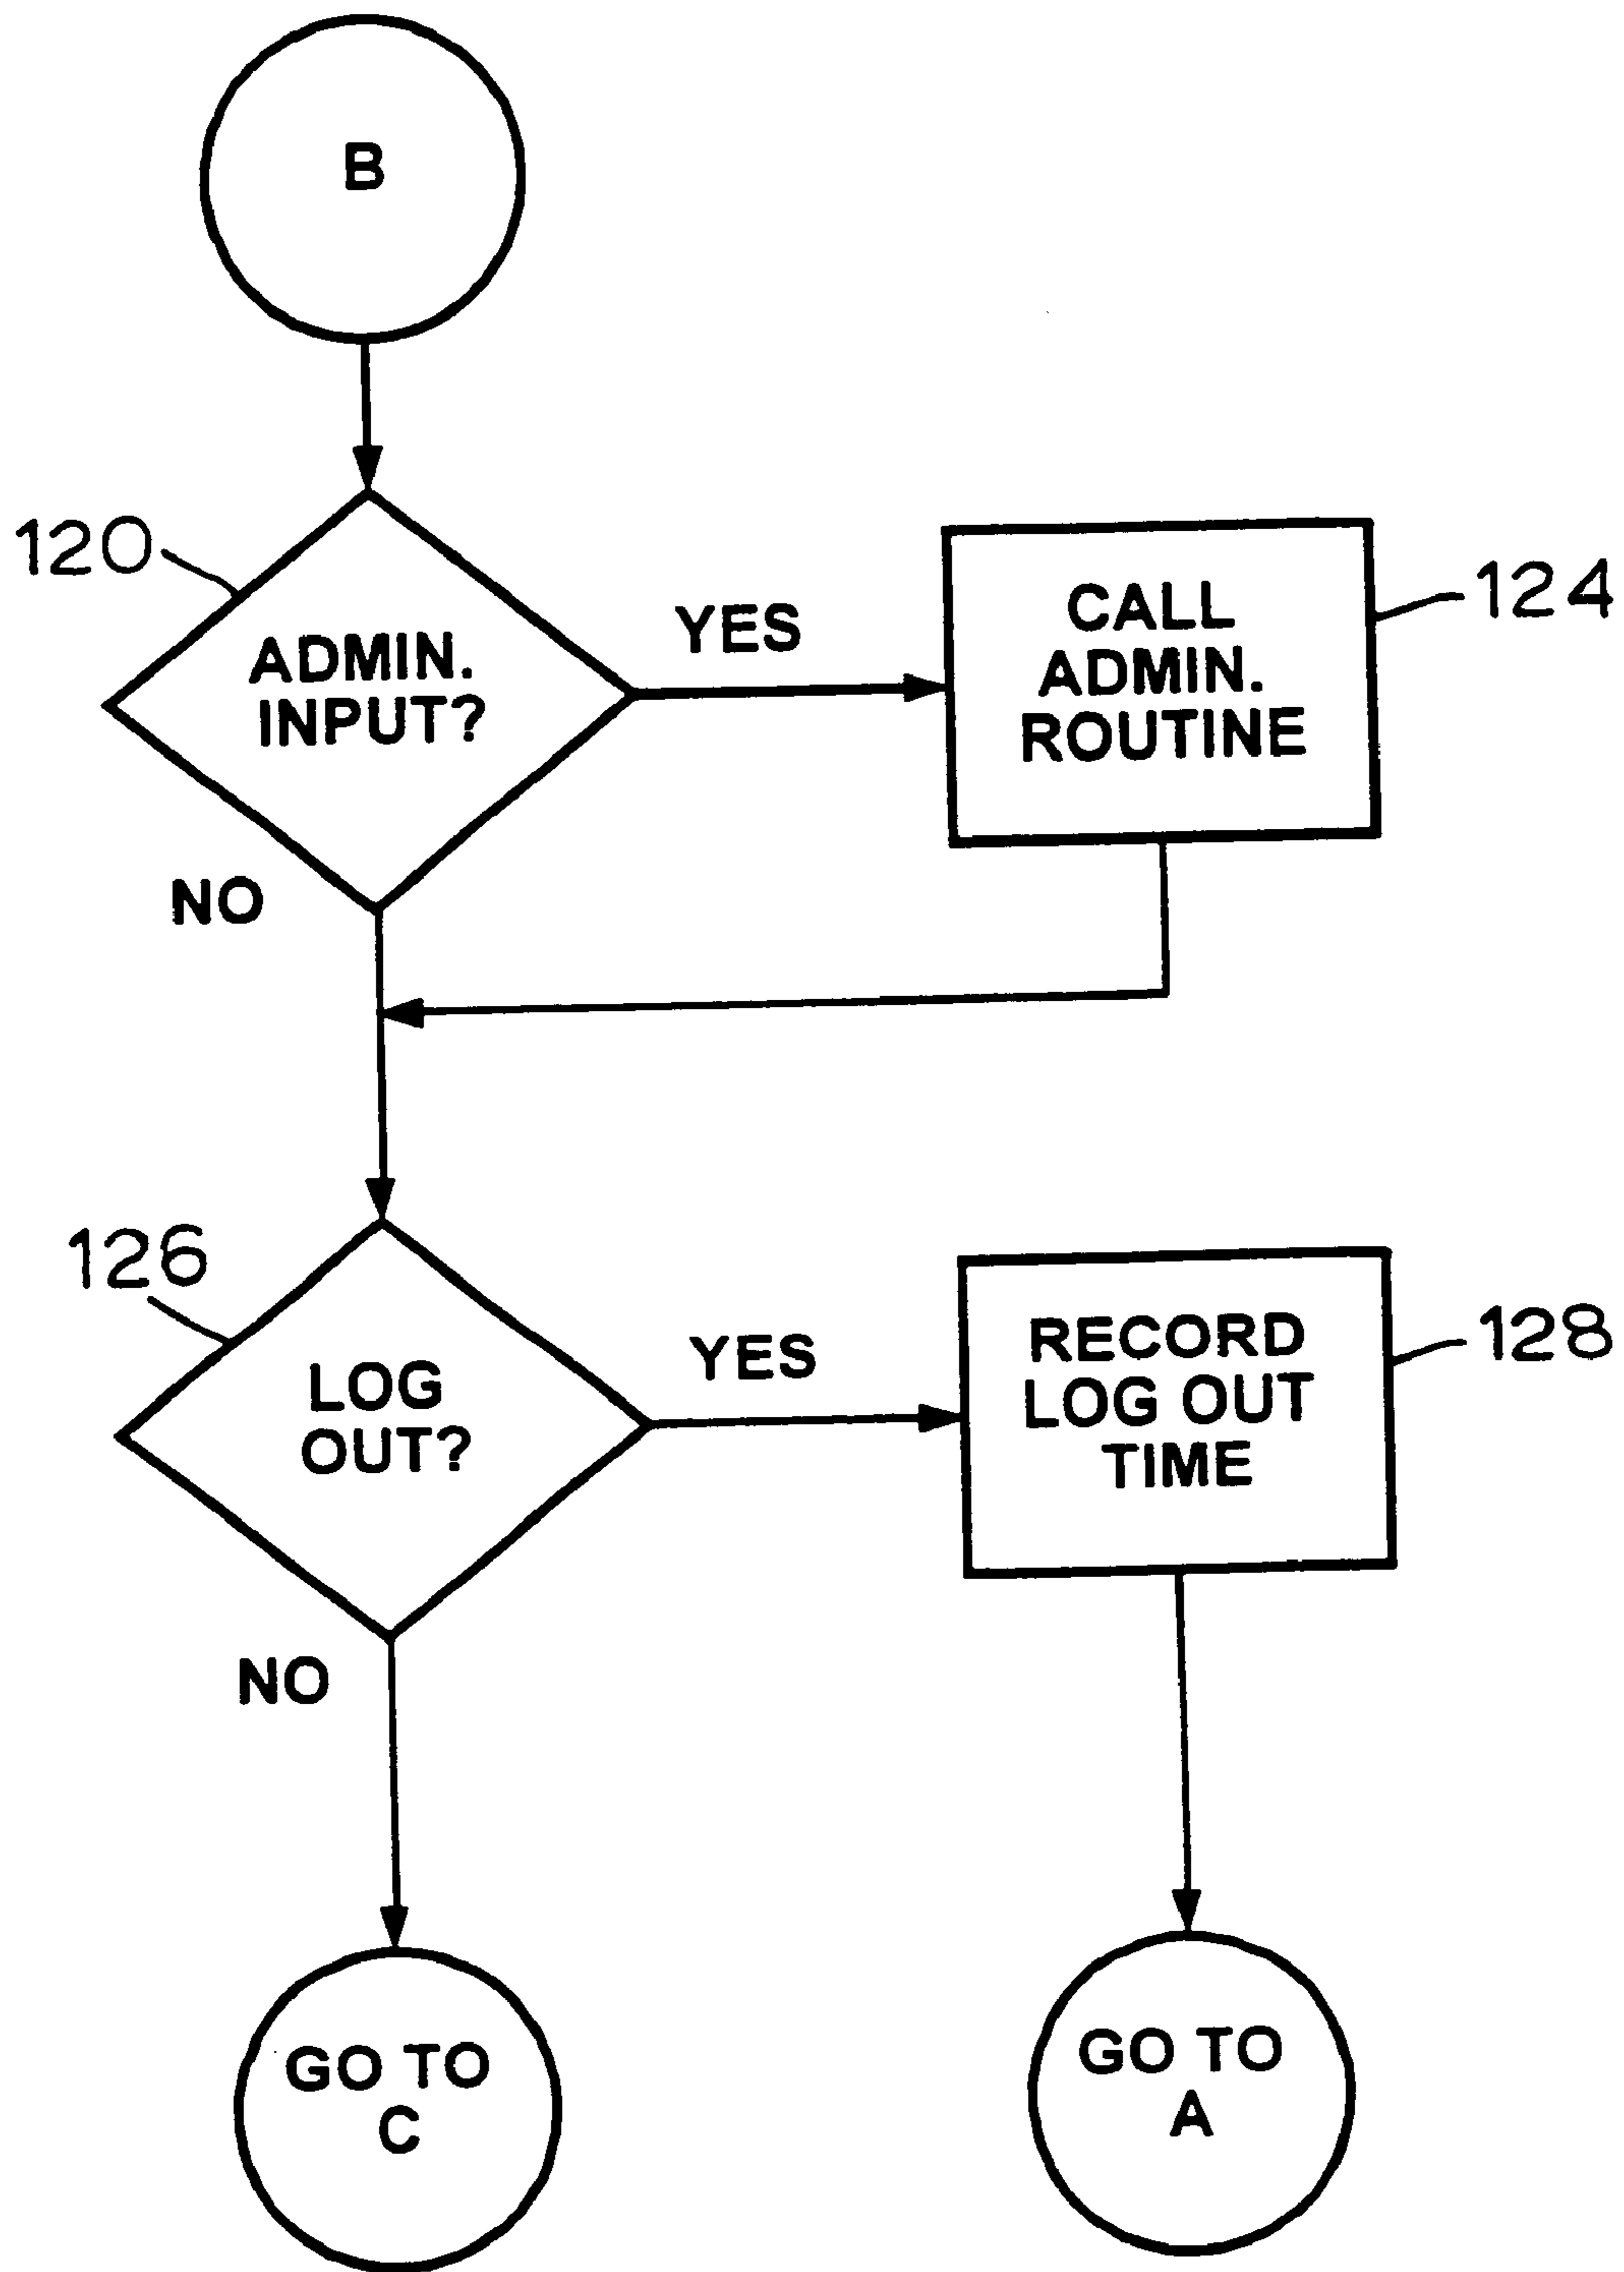 B
120
ADMIN.
INPUT?
YES
CALL
ADMIN.
ROUTINE
124
NO
126
LOG
OUT?
YES
RECORD
LOG OUT
TIME
128
NO
GO TO
C
GO TO
A